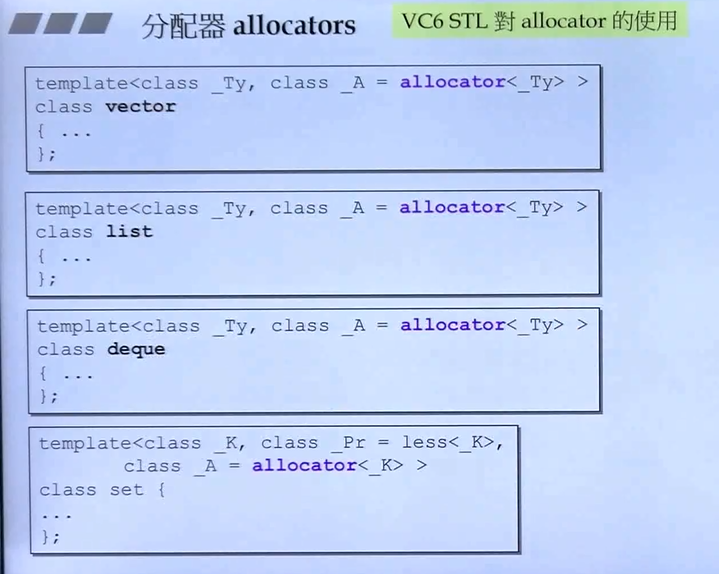 分配器 allocators
VC6 STL 對 allocator 的使用
template<class _Ty, class _A = allocator<_Ty> >
class vector
{ ...
};
template<class _Ty, class _A = allocator<_Ty> >
class list
{ ...
};
template<class _Ty, class _A = allocator<_Ty> >
class deque
{ ...
};
template<class _K, class _Pr = less<_K>,
class _A = allocator<_K> >
class set {
...
};